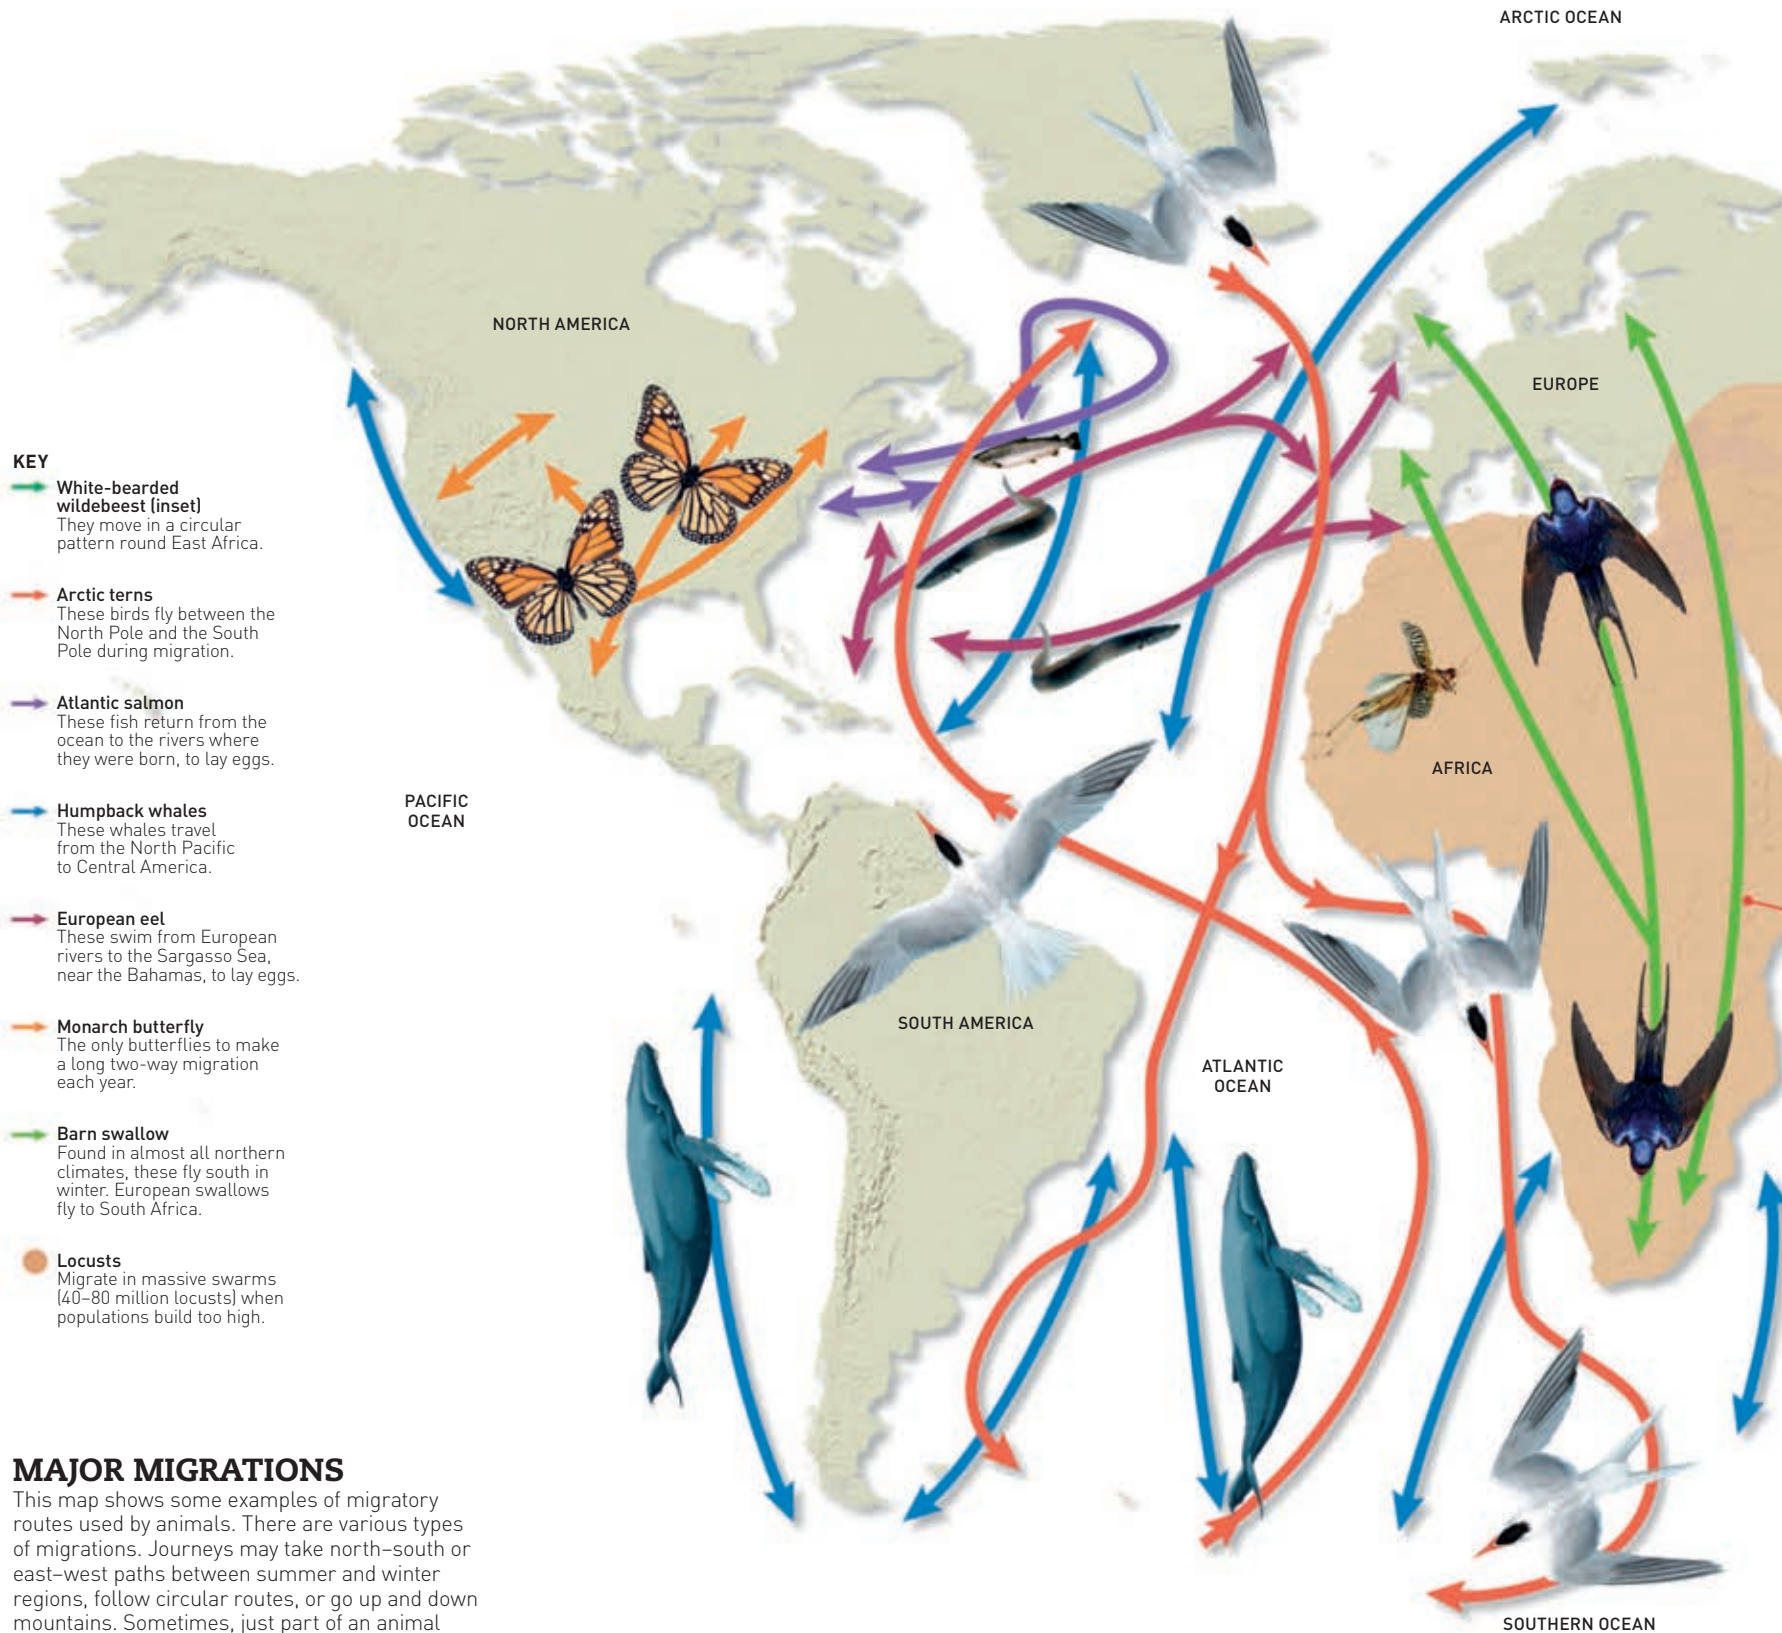 ARCTIC OCEAN
NORTH AMERICA
EUROPE
KEY
White-bearded
wildebeest (inset)
They move in a circular
pattern round East Africa.
Arctic terns
These birds fly between the
North Pole and the South
Pole during migration.
Atlantic salmon
These fish return from the
ocean to the rivers where
they were born, to lay eggs.
Humpback whales
These whales travel
from the North Pacific
to Central America.
European eel
These swim from European
rivers to the Sargasso Sea,
near the Bahamas, to lay eggs.
Monarch butterfly
The only butterflies to make
a long two-way migration
each year.
Barn swallow
Found in almost all northern
climates, these fly south in
winter. European swallows
fly to South Africa.
Locusts
Migrate in massive swarms
(40–80 million locusts) when
populations build too high.
PACIFIC
OCEAN
AFRICA
SOUTH AMERICA
ATLANTIC
OCEAN
MAJOR MIGRATIONS
This map shows some examples of migratory
routes used by animals. There are various types
of migrations. Journeys may take north–south or
east–west paths between summer and winter
regions, follow circular routes, or go up and down
mountains. Sometimes, just part of an animal
SOUTHERN OCEAN